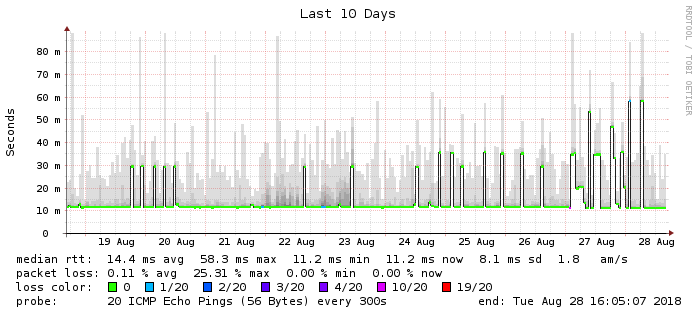 Last 10 Days
RRDTOOL / TOBI OETIKER
Seconds
80 m
70 m
60 m
50 m
40 m
30 m
20 m
10 m
0
19 Aug 20 Aug 21 Aug 22 Aug 23 Aug 24 Aug 25 Aug 26 Aug 27 Aug 28 Aug
median rtt: 14.4 ms avg 58.3 ms max 11.2 ms min 11.2 ms now 8.1 ms sd 1.8 am/s
packet loss: 0.11 % avg 25.31 % max 0.00 % min 0.00 % now
loss color: 0 1/20 2/20 3/20 4/20 10/20 19/20
probe: 20 ICMP Echo Pings (56 Bytes) every 300s end: Tue Aug 28 16:05:07 2018